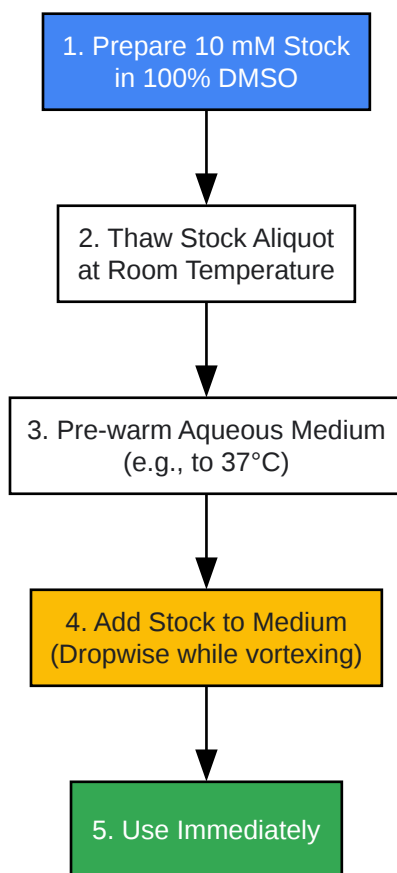 1. Prepare 10 mM Stock
in 100% DMSO
2. Thaw Stock Aliquot
at Room Temperature
3. Pre-warm Aqueous Medium
(e.g., to 37°C)
4. Add Stock to Medium
(Dropwise while vortexing)
5. Use Immediately